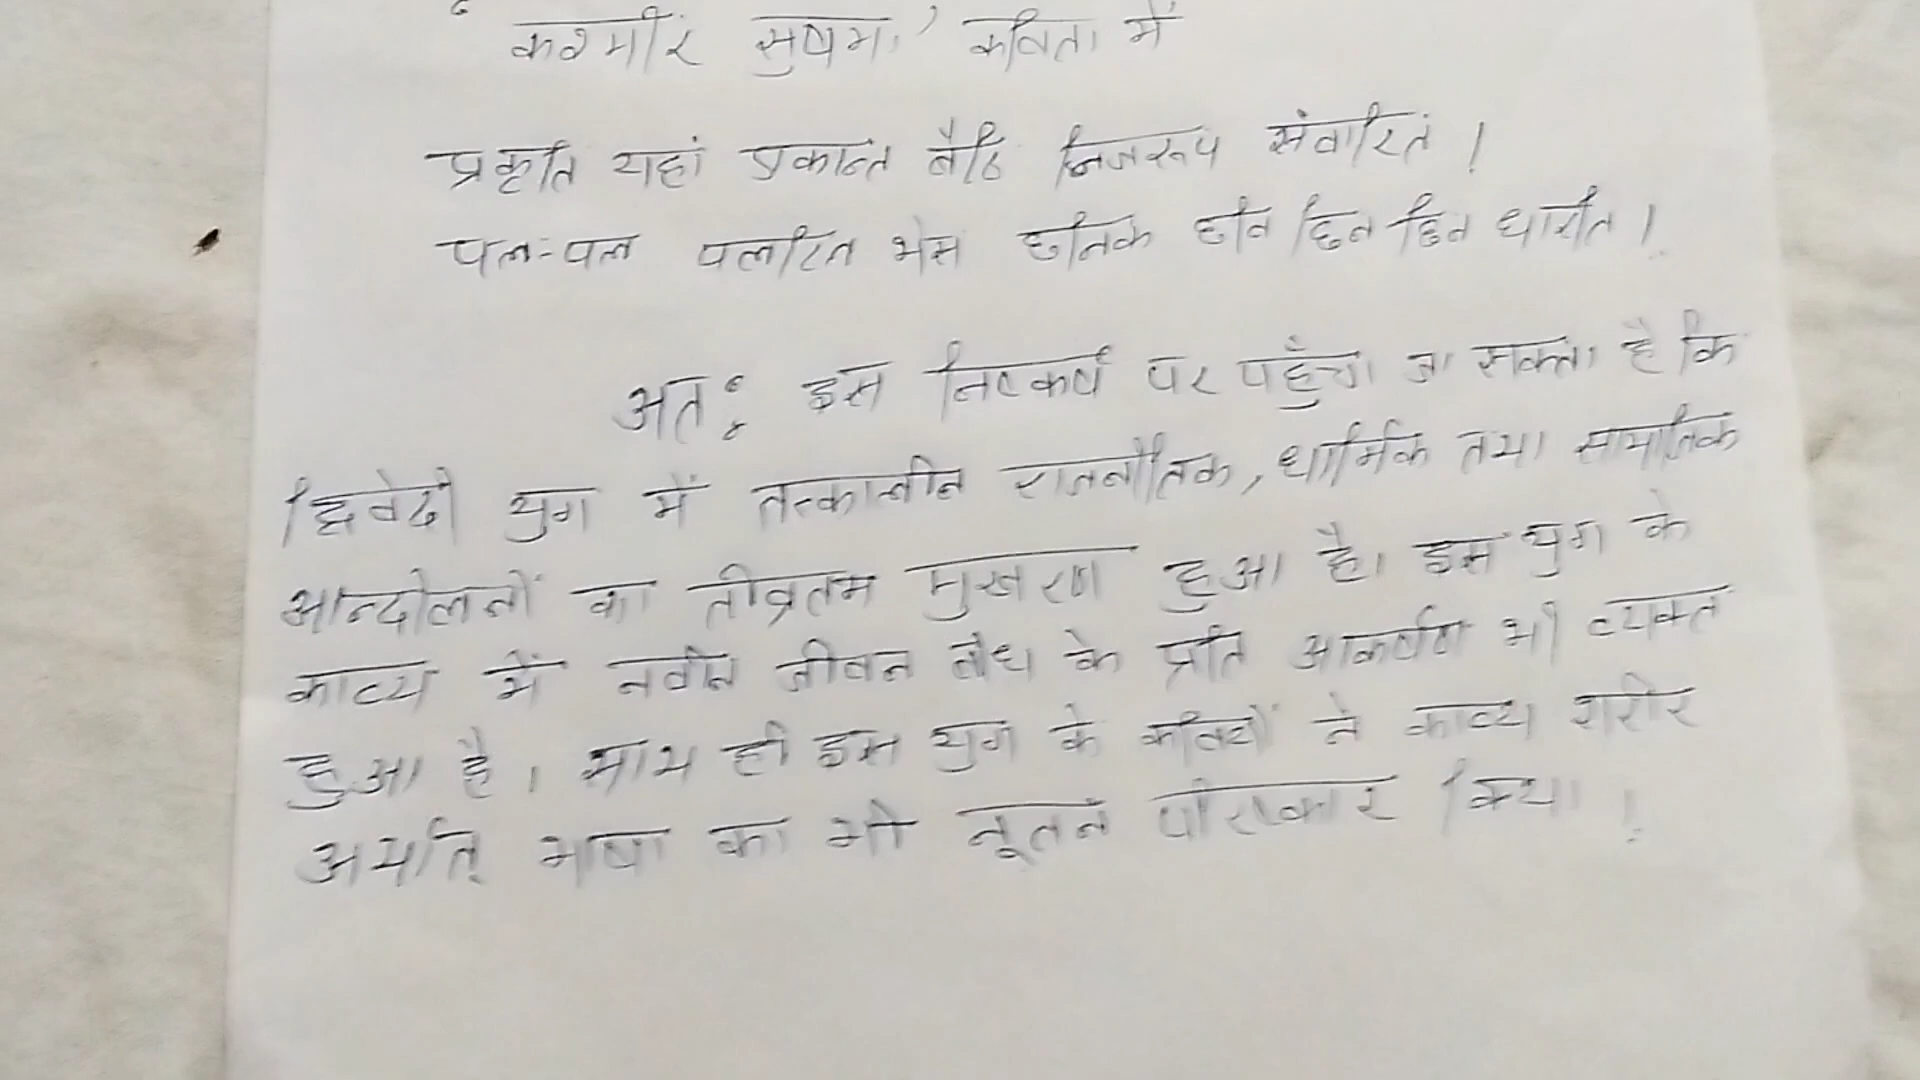 कश्मीर सुषमा' कविता में
प्रकृति यहां एकान्त बैठि निजरूप संवारित।
पल-पल पलटित भेस छनिक छवि छिन छिन धारति।
अत: इस निष्कर्ष पर पहुँचा जा सकता है कि
द्विवेदी युग में तत्कालीन राजनैतिक, धार्मिक तथा सामाजिक
आन्दोलनों का तीव्रतम मुखरण हुआ है। इस युग के
काव्य में नवीन जीवन बोध के प्रति आकर्षण भी व्यक्त
हुआ है। साथ ही इस युग के कवियों ने काव्य शरीर
अर्थात् भाषा का भी नूतन परिष्कार किया।